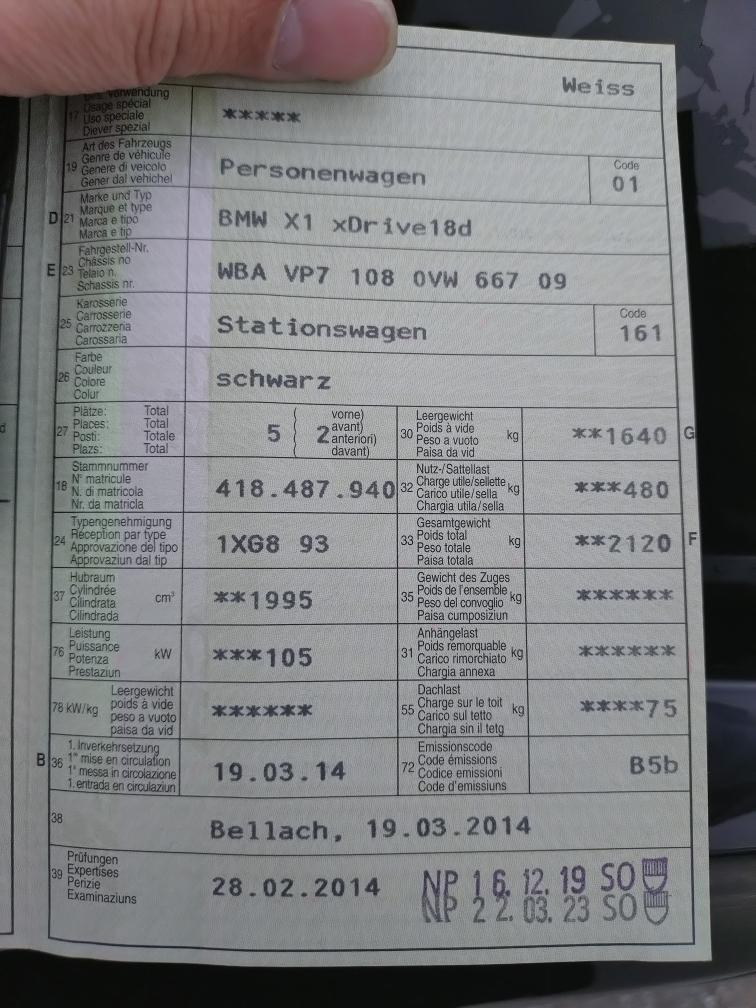 Weiss
17 Bes. Verwendung
Usage spécial
Uso speciale
Diever spezial
*****
19 Art des Fahrzeugs
Genre de véhicule
Genere di veicolo
Gener dal vehichel
Personenwagen
Code
01
D 21 Marke und Typ
Marque et type
Marca e tipo
Marca e tip
BMW X1 xDrive18d
E 23 Fahrgestell-Nr.
Châssis no
Telaio n.
Schassis nr.
WBA VP7 108 0VW 667 09
25 Karosserie
Carrosserie
Carrozzeria
Carossaria
Stationswagen
Code
161
26 Farbe
Couleur
Colore
Colur
schwarz
27 Plätze: Total
Places: Total
Posti: Totale
Plazs: Total
5 ( 2 vorne)
avant)
anteriori)
davant)
30 Leergewicht
Poids à vide
Peso a vuoto
Paisa da vid
kg
**1640 G
18 Stammnummer
N° matricule
N. di matricola
Nr. da matricla
418.487.940
32 Nutz-/Sattellast
Charge utile/sellette
Carico utile/sella
Chargia utila/sella
kg
***480
24 Typengenehmigung
Réception par type
Approvazione del tipo
Approvaziun dal tip
1XG8 93
33 Gesamtgewicht
Poids total
Peso totale
Paisa totala
kg
**2120 F
37 Hubraum
Cylindrée
Cilindrata
Cilindrada
cm³
**1995
35 Gewicht des Zuges
Poids de l'ensemble
Peso del convoglio
Paisa cumposiziun
kg
******
76 Leistung
Puissance
Potenza
Prestaziun
kW
***105
31 Anhängelast
Poids remorquable
Carico rimorchiato
Chargia annexa
kg
******
78 kW/kg Leergewicht
poids à vide
peso a vuoto
paisa da vid
******
55 Dachlast
Charge sur le toit
Carico sul tetto
Chargia sin il tetg
kg
****75
B 36 1. Inverkehrsetzung
1re mise en circulation
1a messa in circolazione
1. entrada en circulaziun
19.03.14
72 Emissionscode
Code émissions
Codice emissioni
Code d'emissiuns
B5b
38
Bellach, 19.03.2014
39 Prüfungen
Expertises
Perizie
Examinaziuns
28.02.2014
NP 16. 12. 19 SO
NP 22. 03. 23 SO